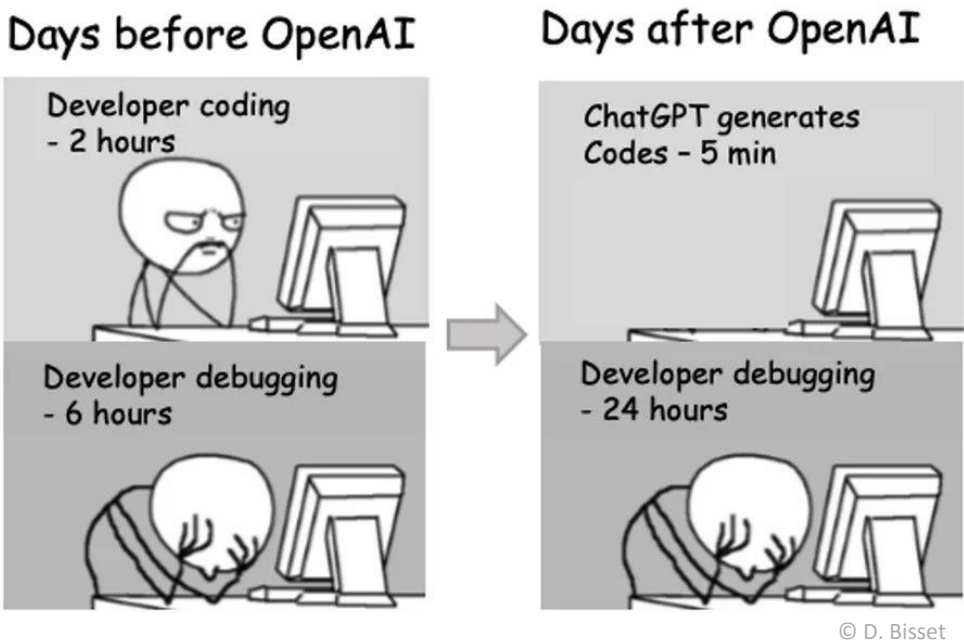 Days before OpenAI
Days after OpenAI
Developer coding
- 2 hours
ChatGPT generates
Codes - 5 min
Developer debugging
- 6 hours
Developer debugging
- 24 hours
© D. Bisset